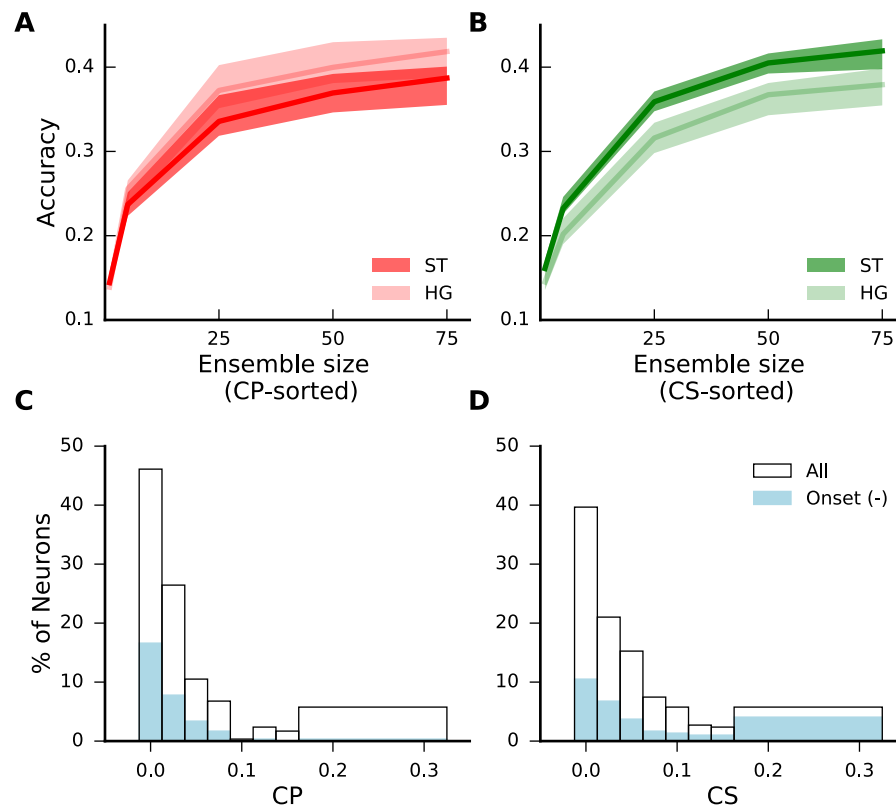 A
B
0.4
0.3
0.2
0.1
Accuracy
ST
HG
25
50
75
Ensemble size
(CP-sorted)
0.4
0.3
0.2
0.1
ST
HG
25
50
75
Ensemble size
(CS-sorted)
C
D
50
40
30
20
10
0
% of Neurons
0.0
0.1
0.2
0.3
CP
50
40
30
20
10
0
All
Onset (-)
0.0
0.1
0.2
0.3
CS